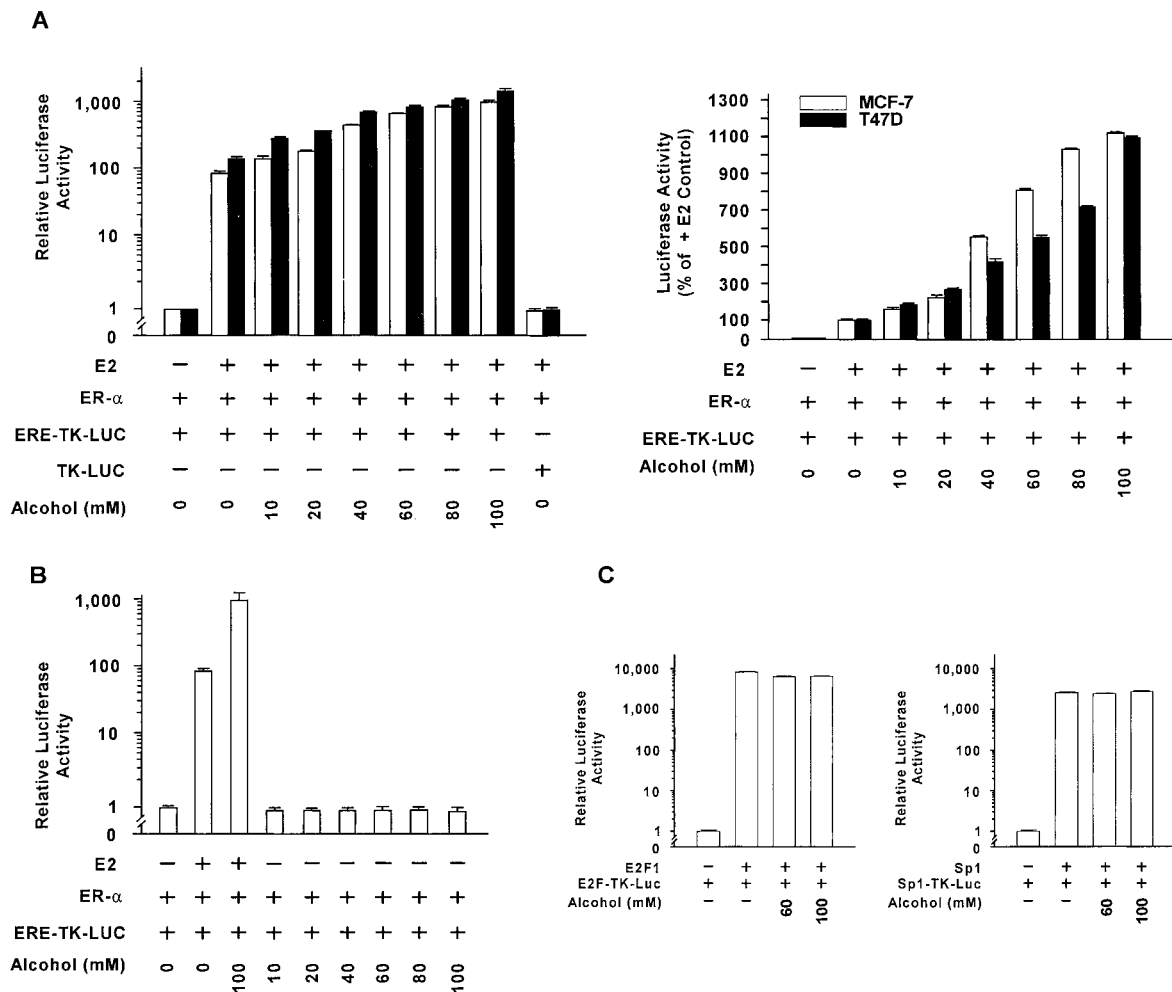 A
Relative Luciferase
Activity
1,000
100
10
1
0
E2 − + + + + + + + +
ER-α + + + + + + + + +
ERE-TK-LUC + + + + + + + + −
TK-LUC − − − − − − − − +
Alcohol (mM) 0 0 10 20 40 60 80 100 0
Luciferase Activity
(% of + E2 Control)
1300
1100
900
700
500
300
100
0
MCF-7
T47D
E2 − + + + + + + +
ER-α + + + + + + + +
ERE-TK-LUC + + + + + + + +
Alcohol (mM) 0 0 10 20 40 60 80 100
B
Relative Luciferase
Activity
1,000
100
10
1
0
E2 − + + − − − − − −
ER-α + + + + + + + + +
ERE-TK-LUC + + + + + + + + +
Alcohol (mM) 0 0 100 10 20 40 60 80 100
C
Relative Luciferase
Activity
10,000
1,000
100
10
1
0
E2F1 − + + +
E2F-TK-Luc + + + +
Alcohol (mM) − − 60 100
Relative Luciferase
Activity
10,000
1,000
100
10
1
0
Sp1 − + + +
Sp1-TK-Luc + + + +
Alcohol (mM) − − 60 100